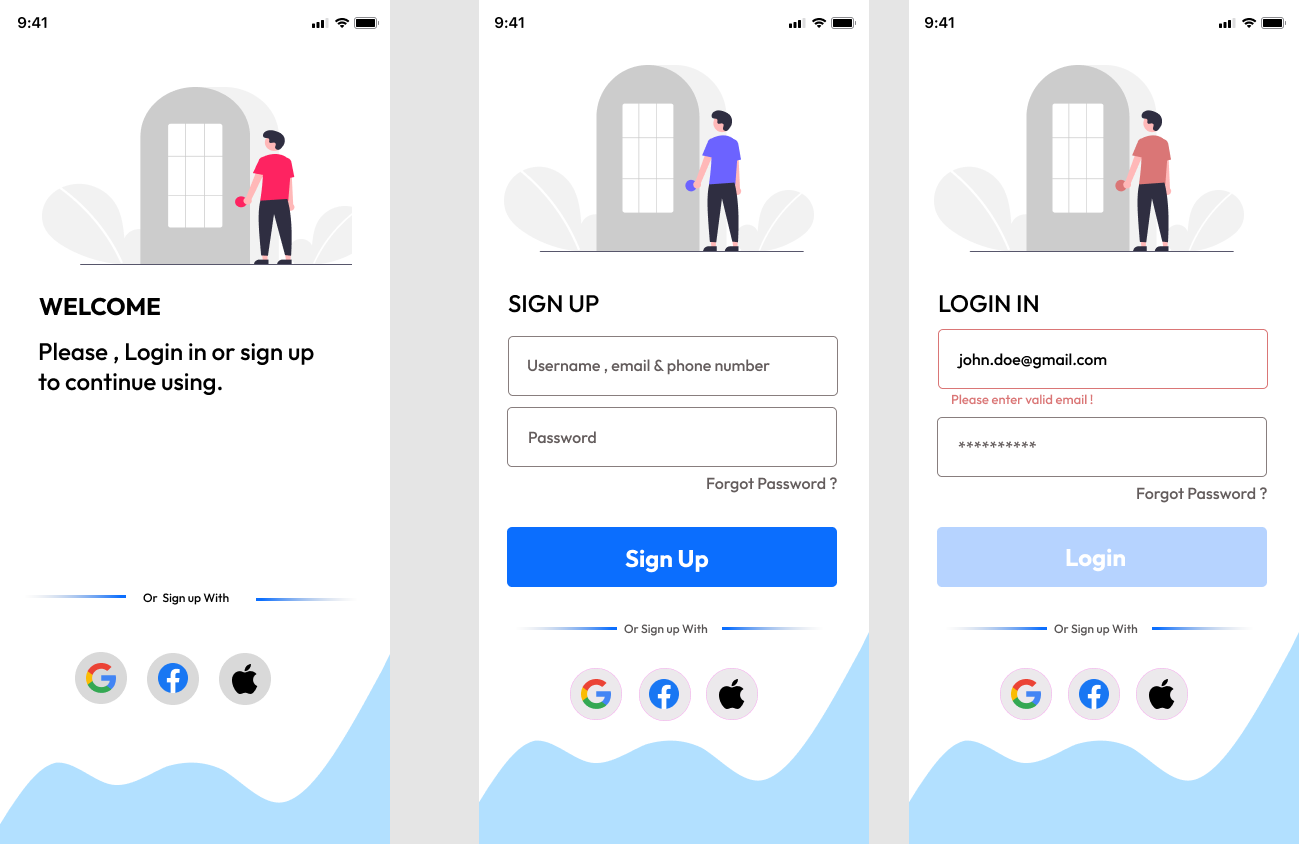 9:41
WELCOME
Please , Login in or sign up
to continue using.
Or Sign up With
9:41
SIGN UP
Username , email & phone number
Password
Forgot Password ?
Sign Up
Or Sign up With
9:41
LOGIN IN
john.doe@gmail.com
Please enter valid email !
**********
Forgot Password ?
Login
Or Sign up With